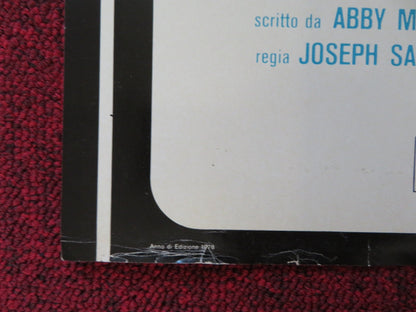 scritto da ABBY M
regia JOSEPH SA
Anno di Edizione 1978